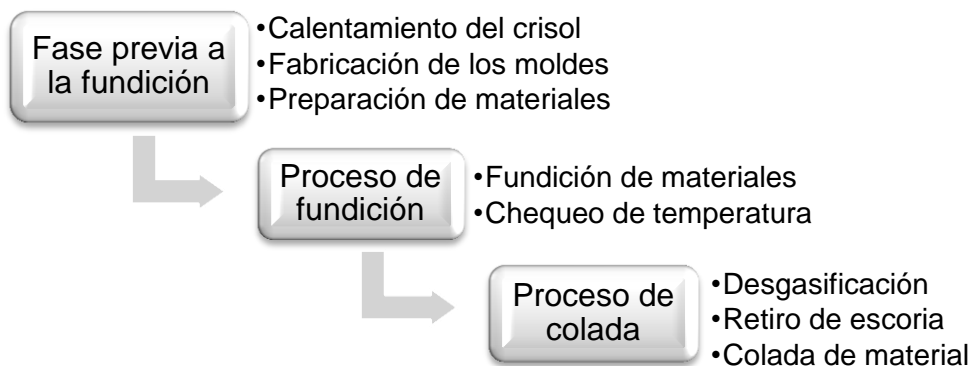 Fase previa a
la fundición
•Calentamiento del crisol
•Fabricación de los moldes
•Preparación de materiales
Proceso de
fundición
•Fundición de materiales
•Chequeo de temperatura
Proceso de
colada
•Desgasificación
•Retiro de escoria
•Colada de material